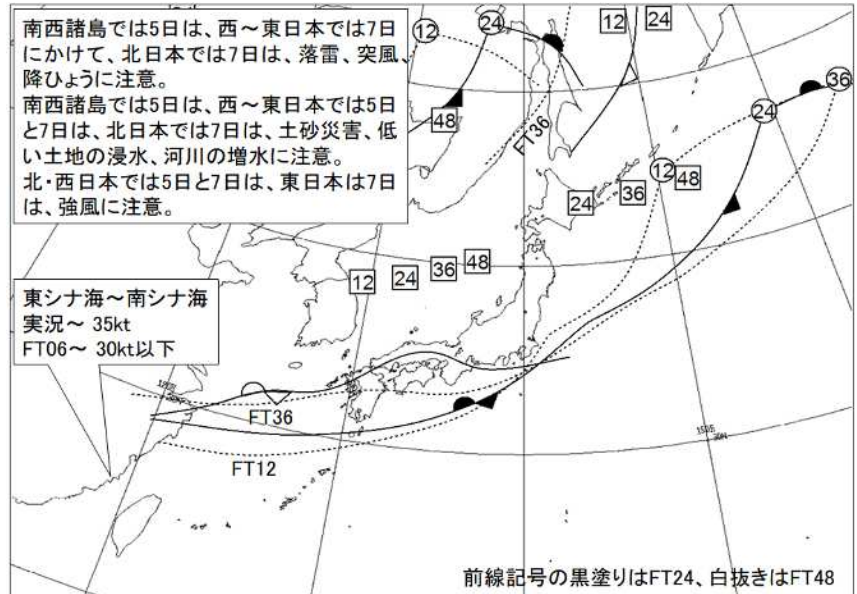 南西諸島では5日は、西～東日本では7日
にかけて、北日本では7日は、落雷、突風、
降ひょうに注意。
南西諸島では5日は、西～東日本では5日
と7日は、北日本では7日は、土砂災害、低
い土地の浸水、河川の増水に注意。
北・西日本では5日と7日は、東日本は7日
は、強風に注意。
12
24
12
24
48
FT36
36
24
12
48
36
24
12
24
36
48
東シナ海～南シナ海
実況～ 35kt
FT06～ 30kt以下
FT36
FT12
150E
30N
前線記号の黒塗りはFT24、白抜きはFT48